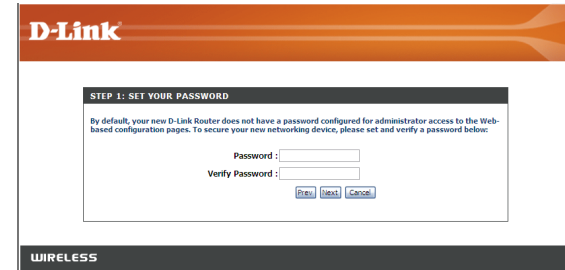 D-Link
STEP 1: SET YOUR PASSWORD
By default, your new D-Link Router does not have a password configured for administrator access to the Web-
based configuration pages. To secure your new networking device, please set and verify a password below:
Password :
Verify Password :
Prev Next Cancel
WIRELESS